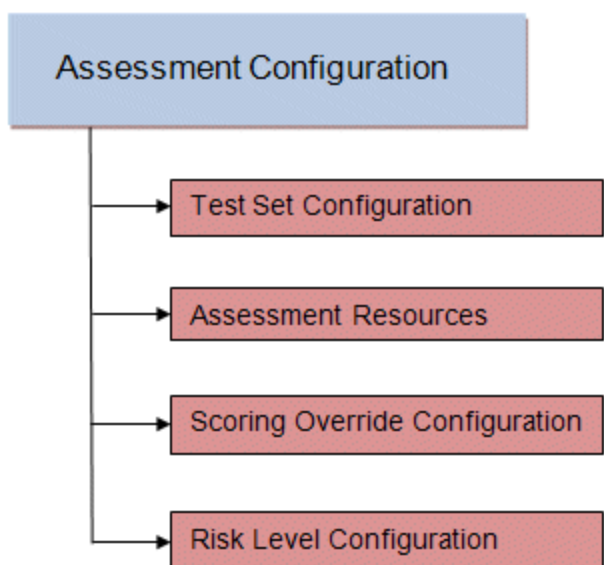 Assessment Configuration
Test Set Configuration
Assessment Resources
Scoring Override Configuration
Risk Level Configuration